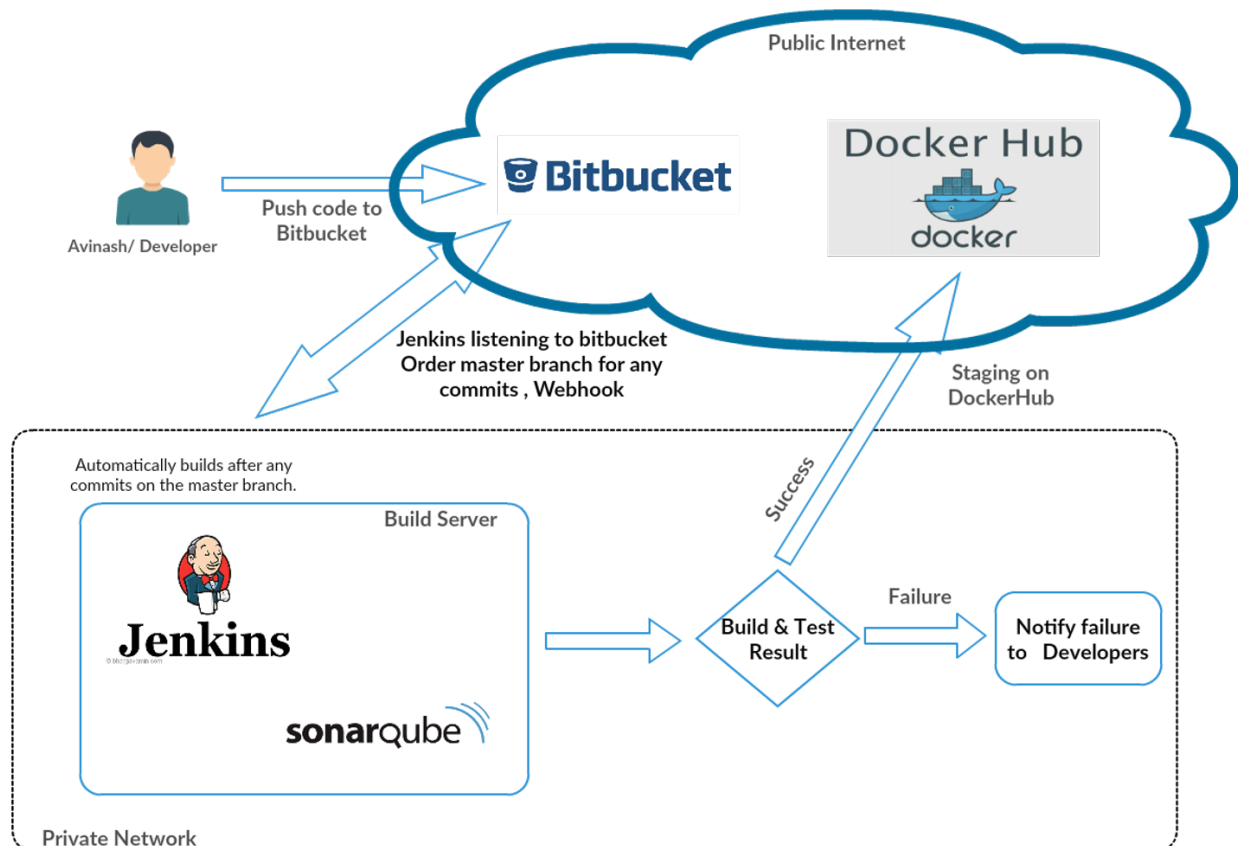 Public Internet
Docker Hub
docker
Bitbucket
Push code to
Bitbucket
Avinash/ Developer
Jenkins listening to bitbucket
Order master branch for any
commits , Webhook
Staging on
DockerHub
Automatically builds after any
commits on the master branch.
Build Server
Jenkins
sonarqube
Success
Build & Test
Result
Failure
Notify failure
to Developers
Private Network